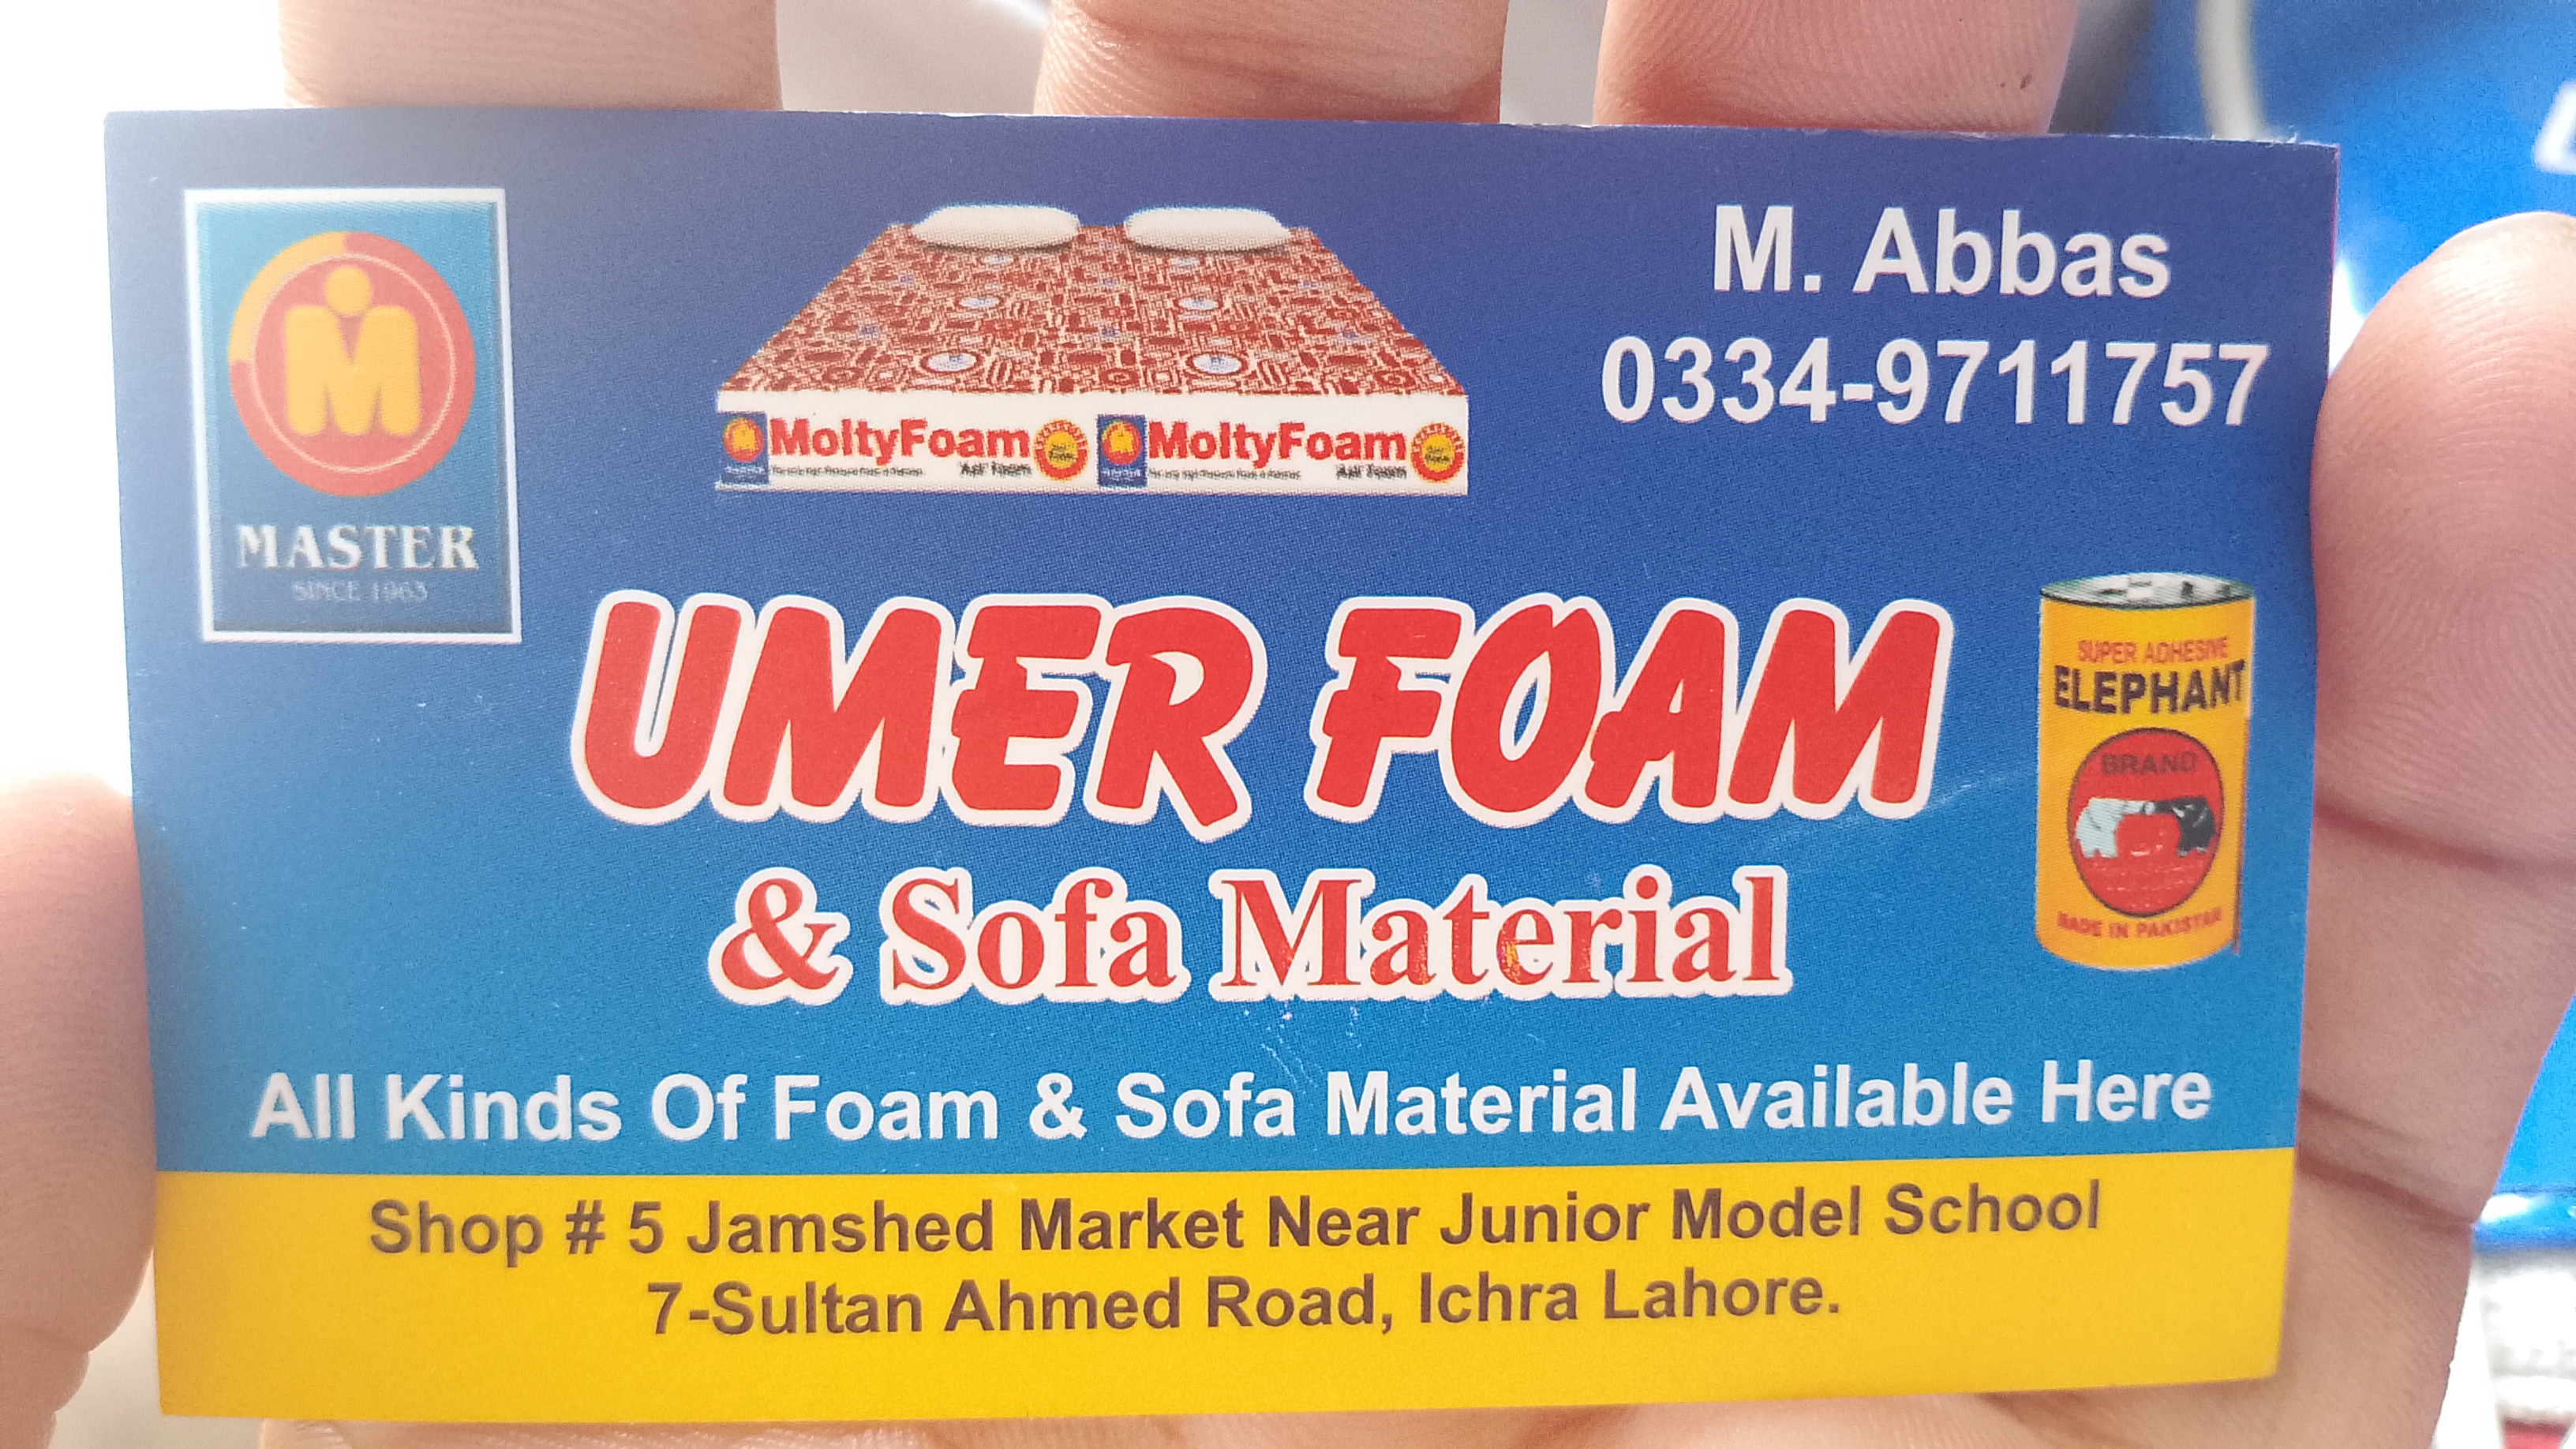 M. Abbas
0334-9711757
MASTER
SINCE 1963
MoltyFoam MoltyFoam
UMER FOAM
& Sofa Material
SUPER ADHESIVE
ELEPHANT
BRAND
MADE IN PAKISTAN
All Kinds Of Foam & Sofa Material Available Here
Shop # 5 Jamshed Market Near Junior Model School
7-Sultan Ahmed Road, Ichra Lahore.